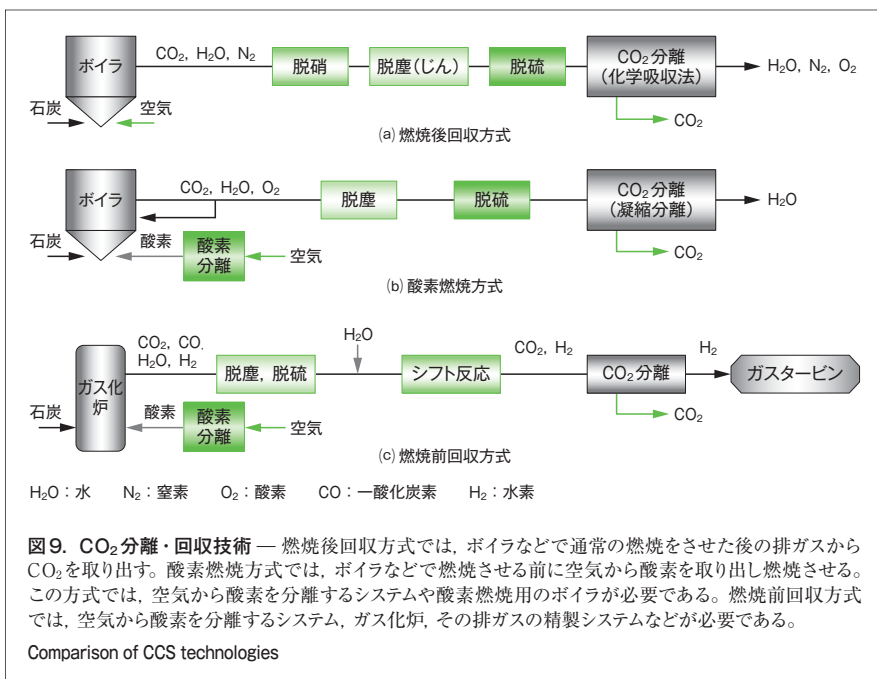 CO₂, H₂O, N₂
ボイラ
脱硝
脱塵(じん)
脱硫
CO₂分離
(化学吸収法)
H₂O, N₂, O₂
石炭
空気
CO₂
(a) 燃焼後回収方式
ボイラ
CO₂, H₂O, O₂
脱塵
脱硫
CO₂分離
(凝縮分離)
H₂O
石炭
酸素
酸素
分離
空気
CO₂
(b) 酸素燃焼方式
CO₂, CO,
H₂O, H₂
ガス化
炉
脱塵, 脱硫
H₂O
シフト反応
CO₂, H₂
CO₂分離
H₂
ガスタービン
石炭
酸素
酸素
分離
空気
CO₂
(c) 燃焼前回収方式
H₂O:水 N₂:窒素 O₂:酸素 CO:一酸化炭素 H₂:水素
図9. CO₂分離・回収技術 — 燃焼後回収方式では, ボイラなどで通常の燃焼をさせた後の排ガスから
CO₂を取り出す。酸素燃焼方式では, ボイラなどで燃焼させる前に空気から酸素を取り出し燃焼させる。
この方式では, 空気から酸素を分離するシステムや酸素燃焼用のボイラが必要である。燃焼前回収方式
では, 空気から酸素を分離するシステム, ガス化炉, その排ガスの精製システムなどが必要である。
Comparison of CCS technologies